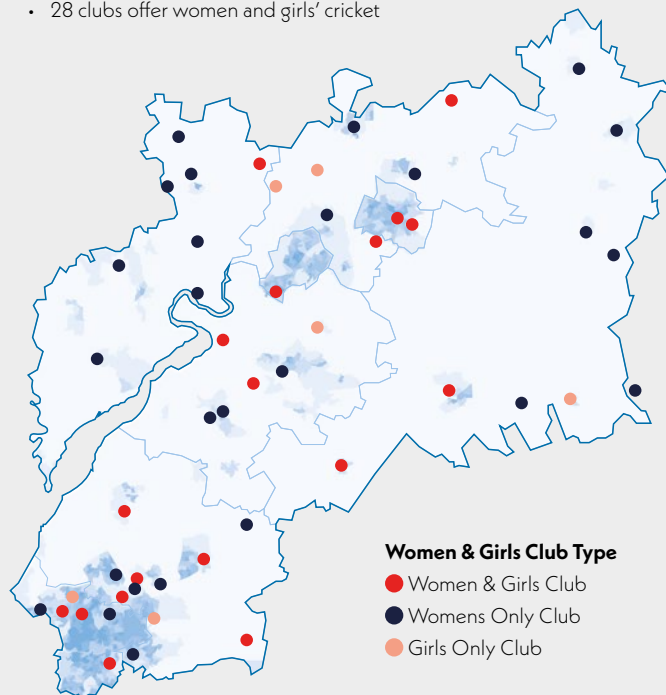 • 28 clubs offer women and girls’ cricket
Women & Girls Club Type
Women & Girls Club
Womens Only Club
Girls Only Club